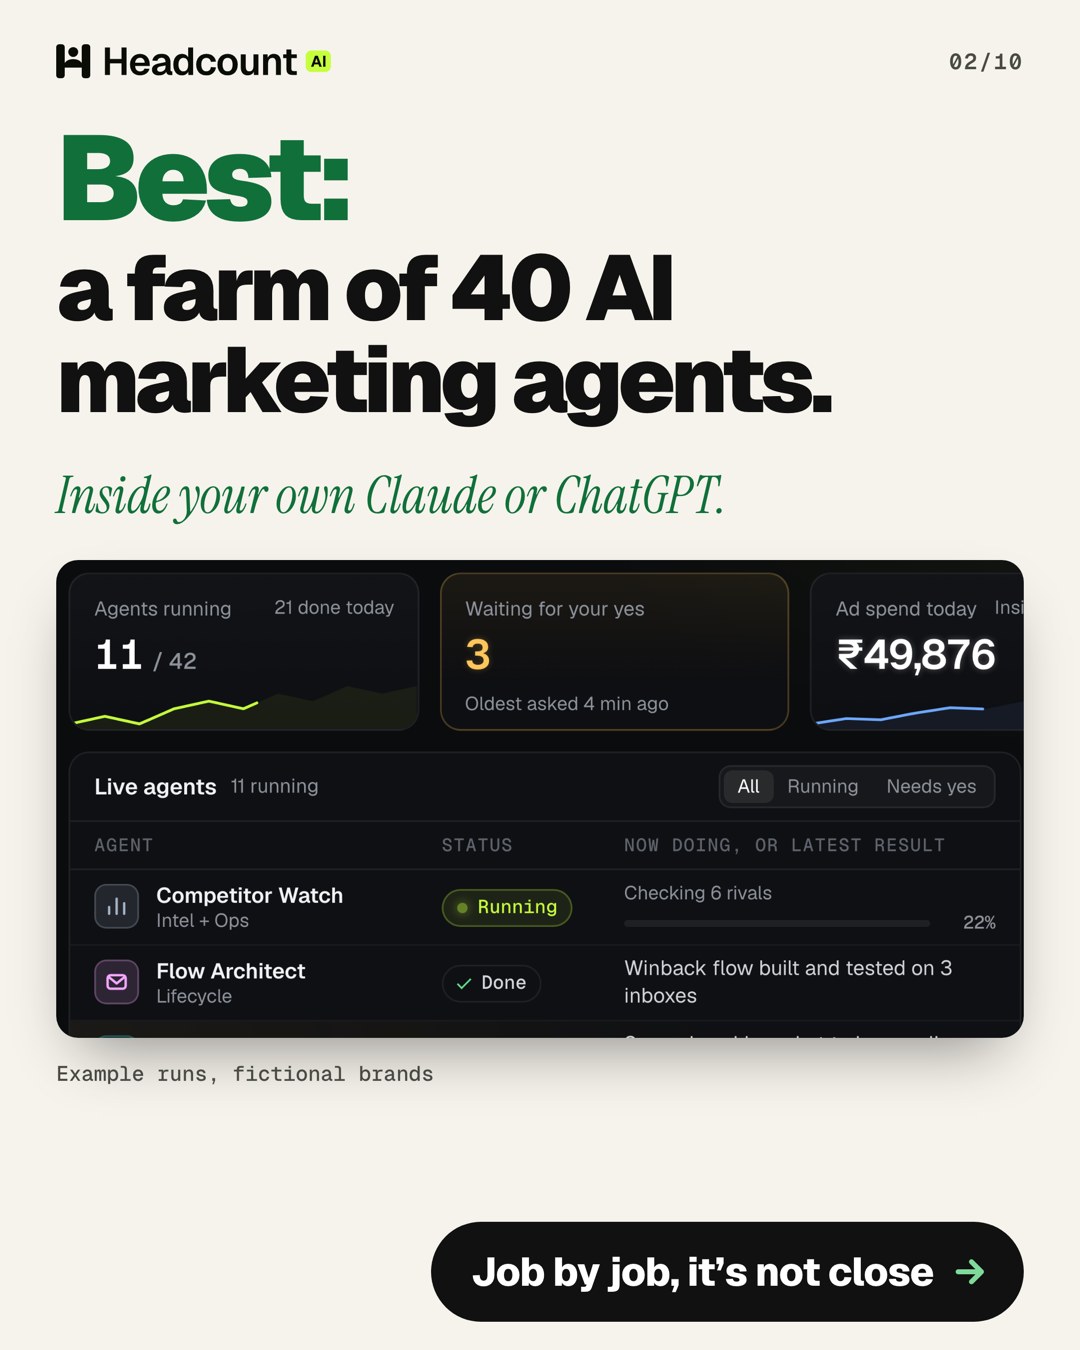 Headcount AI
02/10
Best:
a farm of 40 AI
marketing agents.
Inside your own Claude or ChatGPT.
Agents running 21 done today
11 / 42
Waiting for your yes
3
Oldest asked 4 min ago
Ad spend today
₹49,876
Live agents 11 running
All Running Needs yes
AGENT STATUS NOW DOING, OR LATEST RESULT
Competitor Watch
Intel + Ops
Running
Checking 6 rivals
22%
Flow Architect
Lifecycle
Done
Winback flow built and tested on 3
inboxes
Example runs, fictional brands
Job by job, it’s not close →